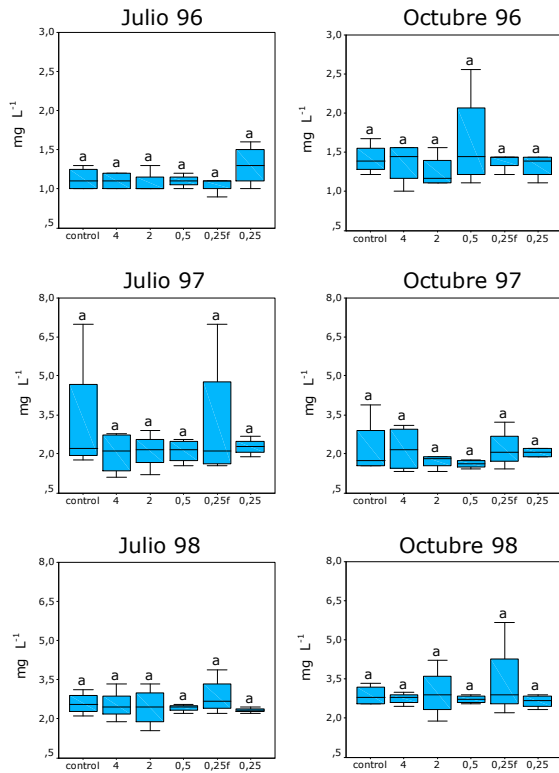 Julio 96
Octubre 96
3,0
2,5
2,0
1,5
1,0
,5
mg L-1
a a a a a a
control 4 2 0,5 0,25f 0,25
3,0
2,5
2,0
1,5
1,0
,5
mg L-1
a a a a a a
control 4 2 0,5 0,25f 0,25
Julio 97
Octubre 97
8,0
6,5
5,0
3,5
2,0
,5
mg L-1
a a a a a a
control 4 2 0,5 0,25f 0,25
8,0
6,5
5,0
3,5
2,0
,5
mg L-1
a a a a a a
control 4 2 0,5 0,25f 0,25
Julio 98
Octubre 98
8,0
6,5
5,0
3,5
2,0
,5
mg L-1
a a a a a a
control 4 2 0,5 0,25f 0,25
8,0
6,5
5,0
3,5
2,0
,5
mg L-1
a a a a a a
control 4 2 0,5 0,25f 0,25